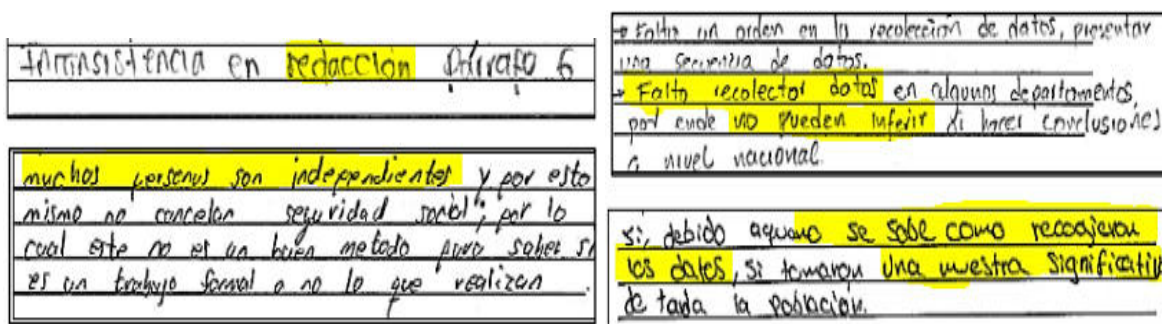 Inconsistencia en redacción Párrafo 6
muchas personas son independientes y por esto
mismo no cancelan seguridad social; por lo
cual este no es un buen metodo para saber si
es un trabajo formal o no lo que realizan.
→ Falto un orden en la recolección de datos, presentar
una secuencia de datos.
→ Falto recolector datos en algunos departamentos,
por ende no pueden inferir ni hacer conclusiones
a nivel nacional.
si, debido aque no se sabe como recogieron
los datos, si tomaron una muestra significativa
de toda la población.